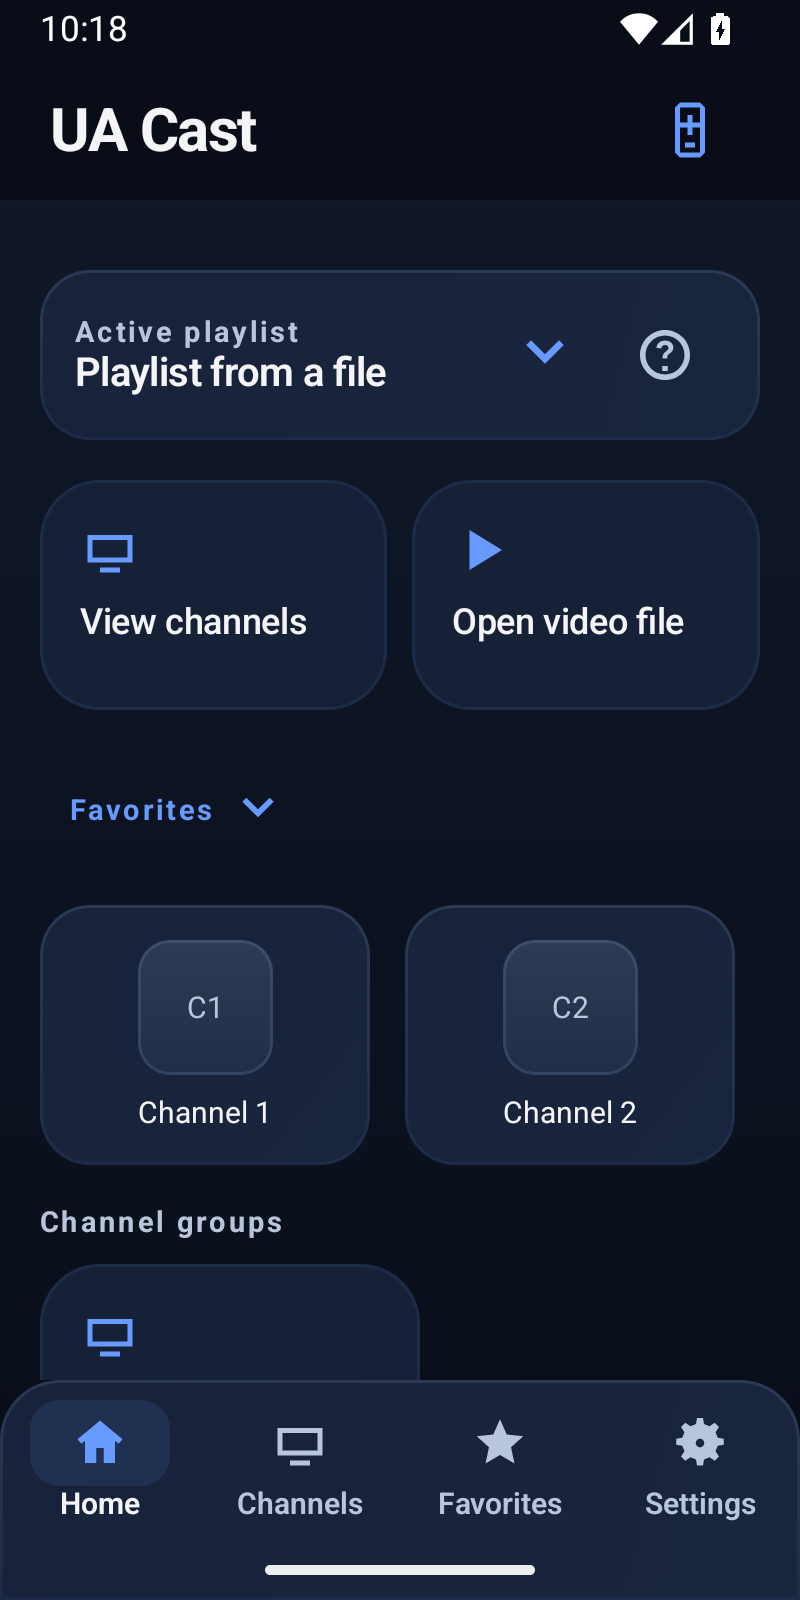 10:18
UA Cast
Active playlist
Playlist from a file
View channels
Open video file
Favorites
C1
C2
Channel 1
Channel 2
Channel groups
Home
Channels
Favorites
Settings